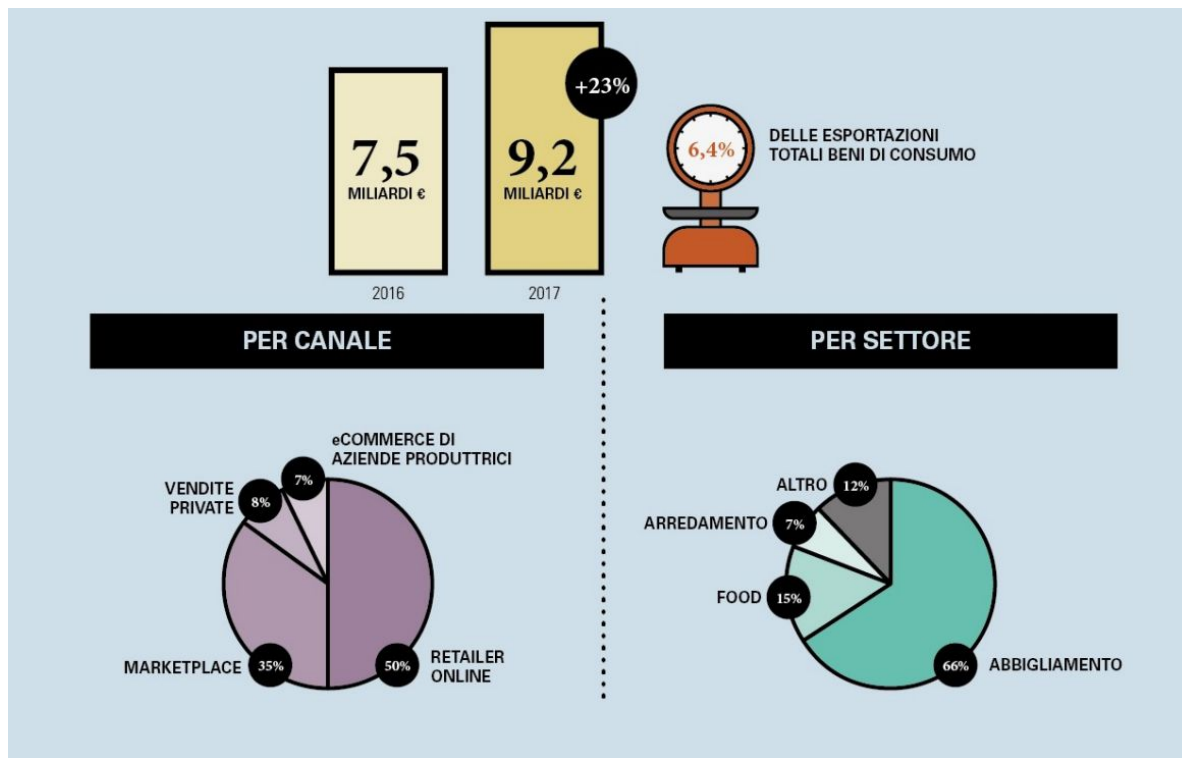 +23%
7,5
MILIARDI €
9,2
MILIARDI €
6,4%
DELLE ESPORTAZIONI
TOTALI BENI DI CONSUMO
2016
2017
PER CANALE
PER SETTORE
eCOMMERCE DI
AZIENDE PRODUTTRICI
7%
VENDITE
PRIVATE
8%
MARKETPLACE
35%
50%
RETAILER
ONLINE
ALTRO
12%
ARREDAMENTO
7%
FOOD
15%
66%
ABBIGLIAMENTO